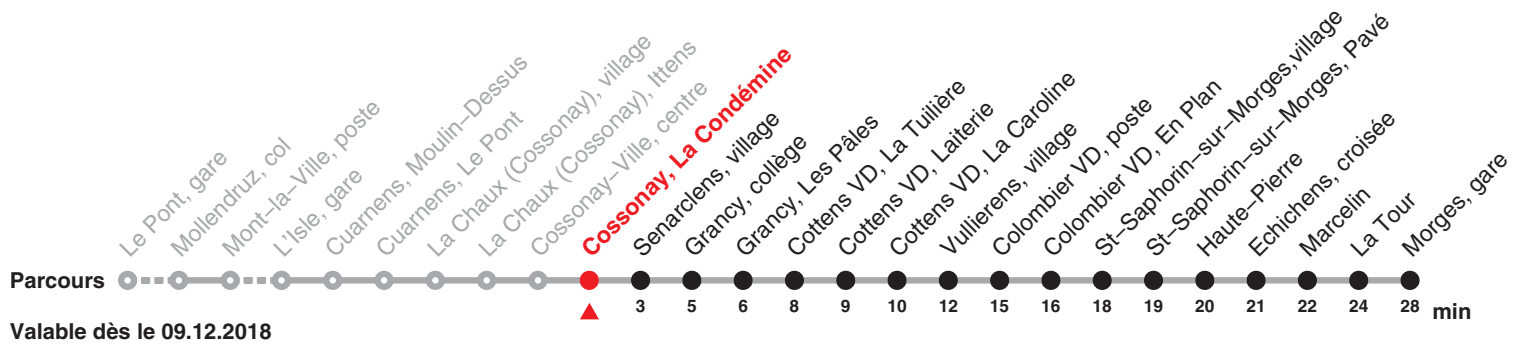 Le Pont, gare
Mollendruz, col
Mont−la−Ville, poste
L'Isle, gare
Cuarnens, Moulin−Dessus
Cuarnens, Le Pont
La Chaux (Cossonay), village
La Chaux (Cossonay), Ittens
Cossonay−Ville, centre
Cossonay, La Condémine
Senarclens, village
Grancy, collège
Grancy, Les Pâles
Cottens VD, La Tuilière
Cottens VD, Laiterie
Cottens VD, La Caroline
Vullierens, village
Colombier VD, poste
Colombier VD, En Plan
St−Saphorin−sur−Morges,village
St−Saphorin−sur−Morges, Pavé
Haute−Pierre
Echichens, croisée
Marcelin
La Tour
Morges, gare
Parcours
3 5 6 8 9 10 12 15 16 18 19 20 21 22 24 28 min
Valable dès le 09.12.2018